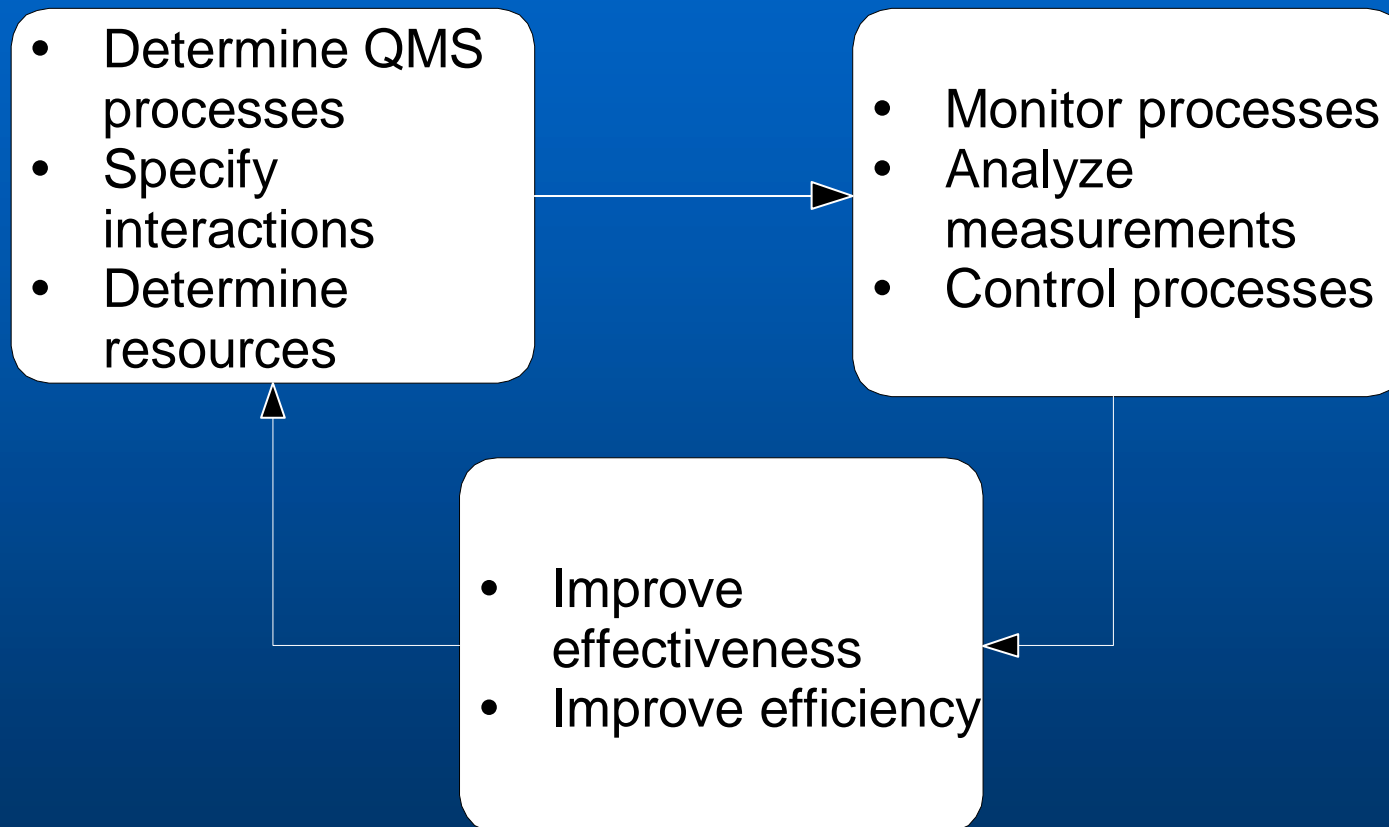 • Determine QMS
processes
• Specify
interactions
• Determine
resources
• Monitor processes
• Analyze
measurements
• Control processes
• Improve
effectiveness
• Improve efficiency